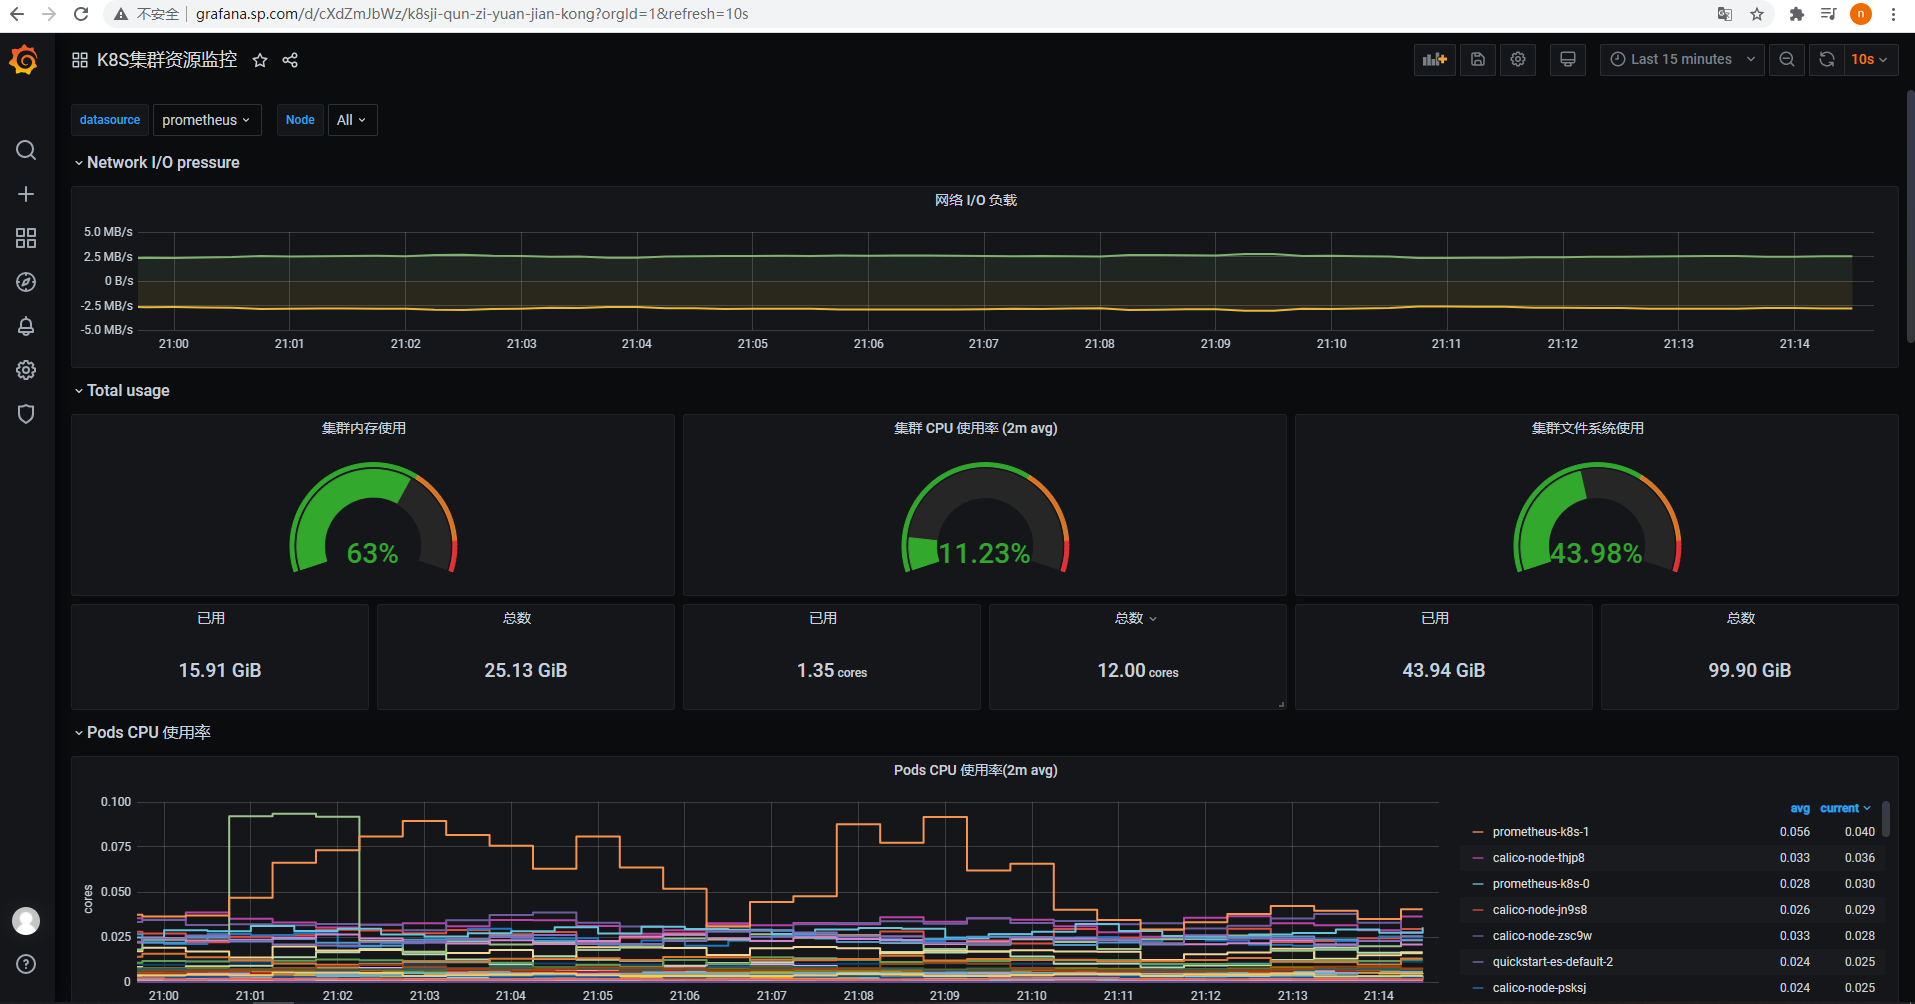 不安全 grafana.sp.com/d/cXdZmJbWz/k8sji-qun-zi-yuan-jian-kong?orgId=1&refresh=10s n
K8S集群资源监控 Last 15 minutes 10s
datasource prometheus Node All
Network I/O pressure
网络 I/O 负载
5.0 MB/s
2.5 MB/s
0 B/s
-2.5 MB/s
-5.0 MB/s
21:00 21:01 21:02 21:03 21:04 21:05 21:06 21:07 21:08 21:09 21:10 21:11 21:12 21:13 21:14
Total usage
集群内存使用 集群 CPU 使用率 (2m avg) 集群文件系统使用
63% 11.23% 43.98%
已用 总数 已用 总数 已用 总数
15.91 GiB 25.13 GiB 1.35 cores 12.00 cores 43.94 GiB 99.90 GiB
Pods CPU 使用率
Pods CPU 使用率(2m avg)
cores
0.100
0.075
0.050
0.025
0
21:00 21:01 21:02 21:03 21:04 21:05 21:06 21:07 21:08 21:09 21:10 21:11 21:12 21:13 21:14
avg current
prometheus-k8s-1 0.056 0.040
calico-node-thjp8 0.033 0.036
prometheus-k8s-0 0.028 0.030
calico-node-jn9s8 0.026 0.029
calico-node-zsc9w 0.033 0.028
quickstart-es-default-2 0.024 0.025
calico-node-psksj 0.024 0.025